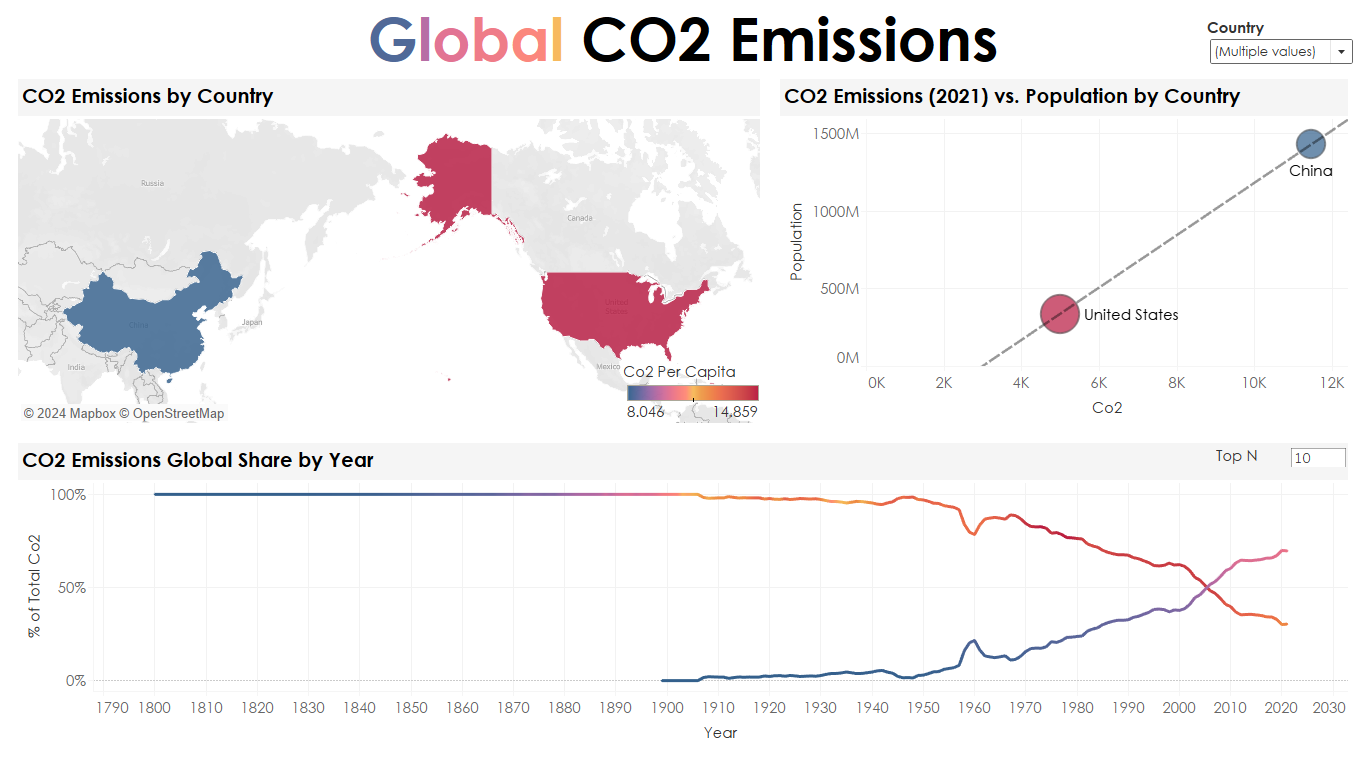 Global CO2 Emissions
Country
(Multiple values)
CO2 Emissions by Country
Russia
Canada
China
Japan
India
United
States
Mexico
Co2 Per Capita
8.046 14.859
© 2024 Mapbox © OpenStreetMap
CO2 Emissions (2021) vs. Population by Country
Population
1500M
1000M
500M
0M
China
United States
0K 2K 4K 6K 8K 10K 12K
Co2
CO2 Emissions Global Share by Year
Top N 10
% of Total Co2
100%
50%
0%
1790 1800 1810 1820 1830 1840 1850 1860 1870 1880 1890 1900 1910 1920 1930 1940 1950 1960 1970 1980 1990 2000 2010 2020 2030
Year